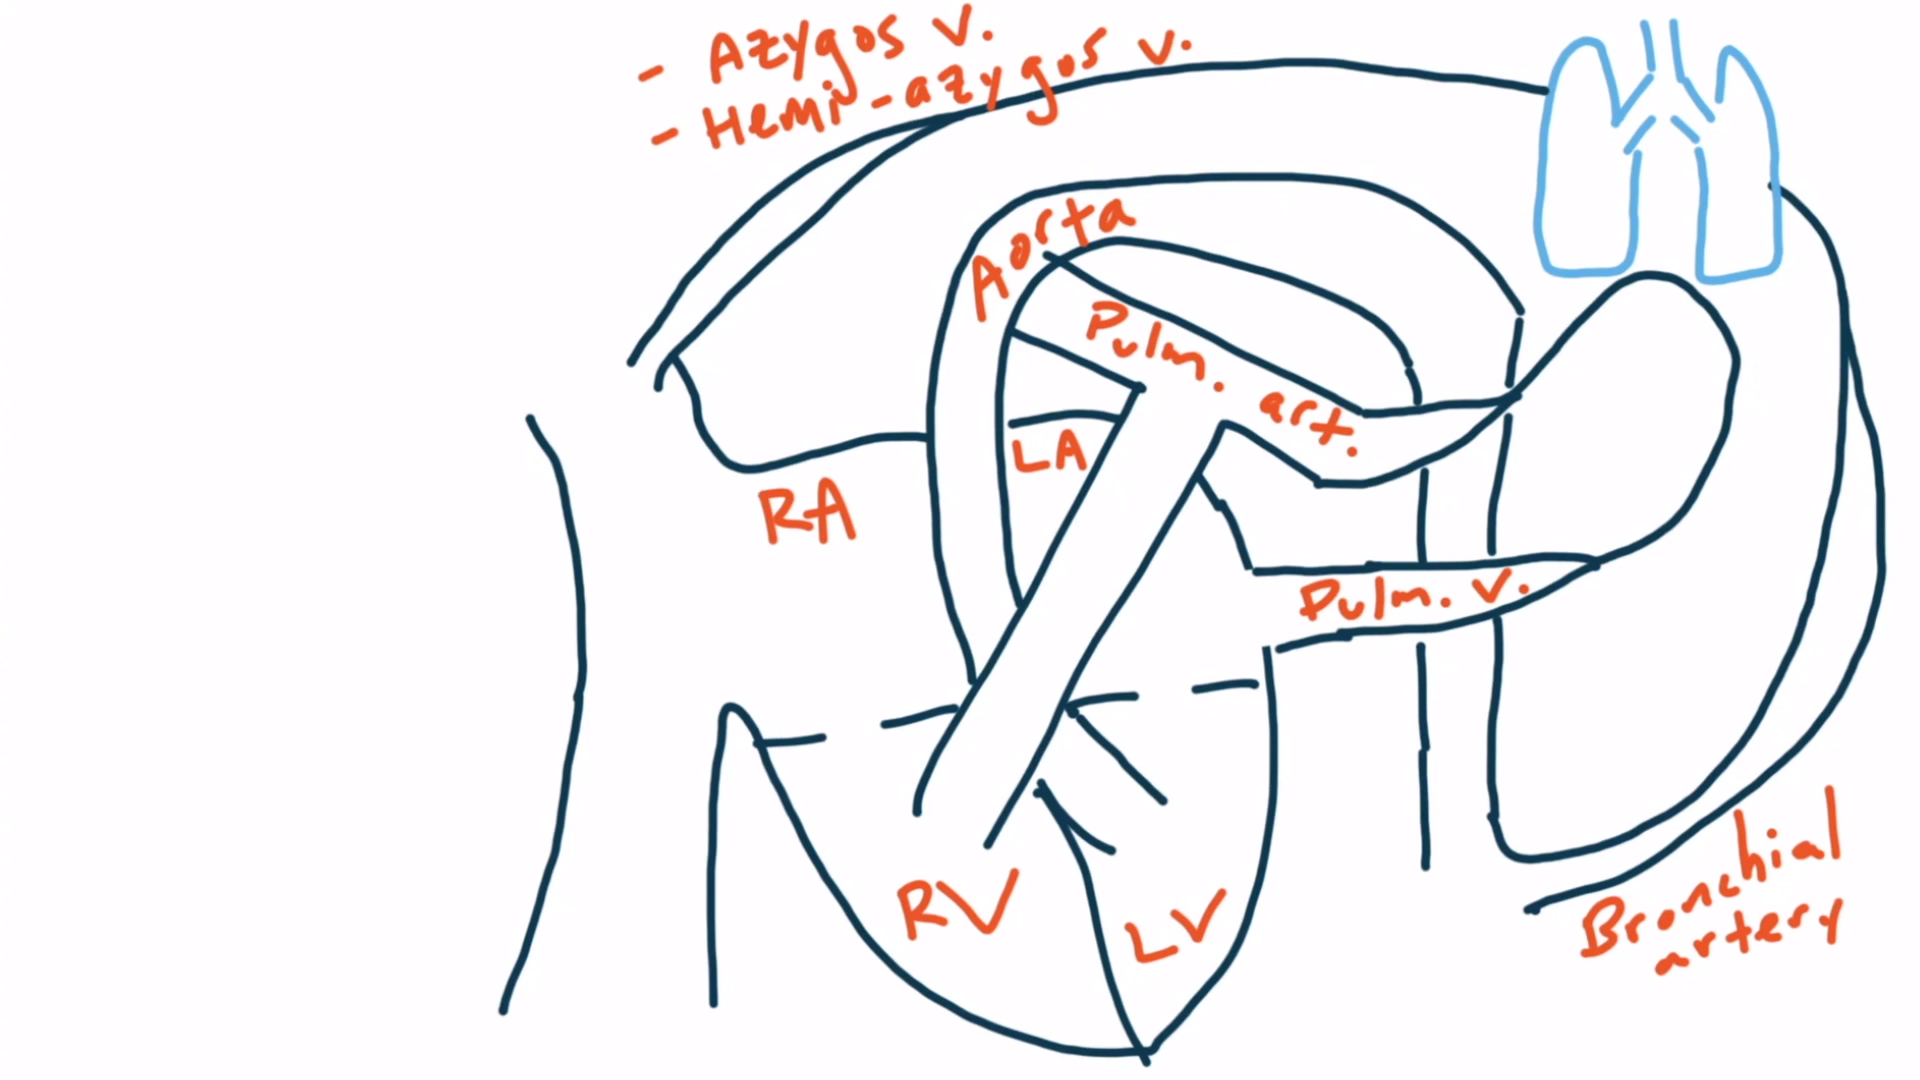 - Azygos v.
- Hemi-azygos v.
Aorta
Pulm. art.
LA
RA
Pulm. v.
RV
LV
Bronchial
artery